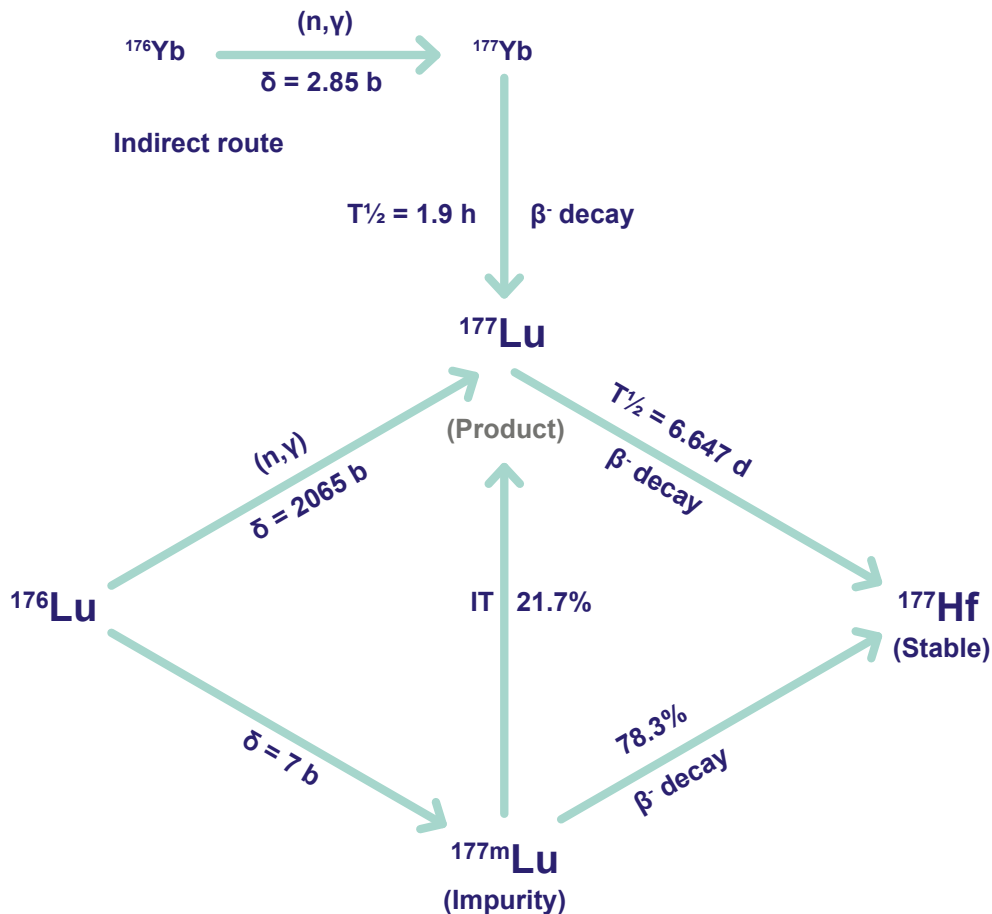 (n,γ)
¹⁷⁶Yb
¹⁷⁷Yb
δ = 2.85 b
Indirect route
T½ = 1.9 h
β⁻ decay
¹⁷⁷Lu
(Product)
T½ = 6.647 d
β⁻ decay
(n,γ)
δ = 2065 b
¹⁷⁶Lu
IT
21.7%
¹⁷⁷Hf
(Stable)
δ = 7 b
78.3%
β⁻ decay
¹⁷⁷ᵐLu
(Impurity)